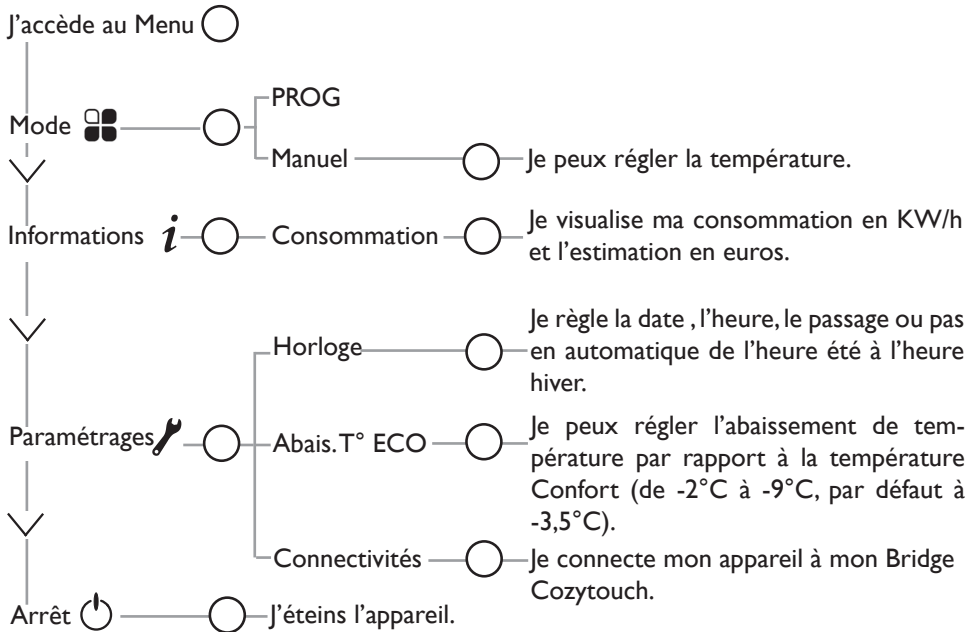 J'accède au Menu
Mode
PROG
Manuel
Je peux régler la température.
Informations
Consommation
Je visualise ma consommation en KW/h
et l'estimation en euros.
Horloge
Je règle la date , l'heure, le passage ou pas
en automatique de l'heure été à l'heure
hiver.
Paramétrages
Abais. T° ECO
Je peux régler l'abaissement de tem-
pérature par rapport à la température
Confort (de -2°C à -9°C, par défaut à
-3,5°C).
Connectivités
Je connecte mon appareil à mon Bridge
Cozytouch.
Arrêt
J'éteins l'appareil.